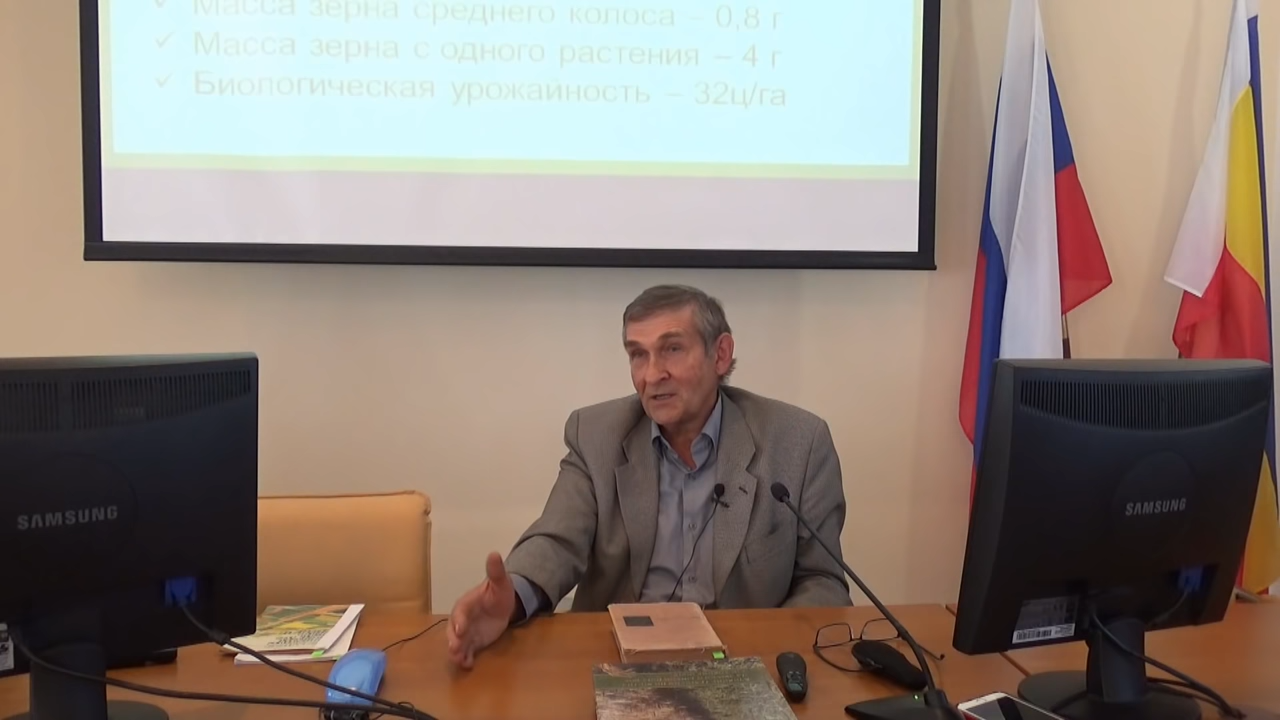 ✓ Масса зерна среднего колоса – 0,8 г
✓ Масса зерна с одного растения – 4 г
✓ Биологическая урожайность – 32ц/га
SAMSUNG
SAMSUNG